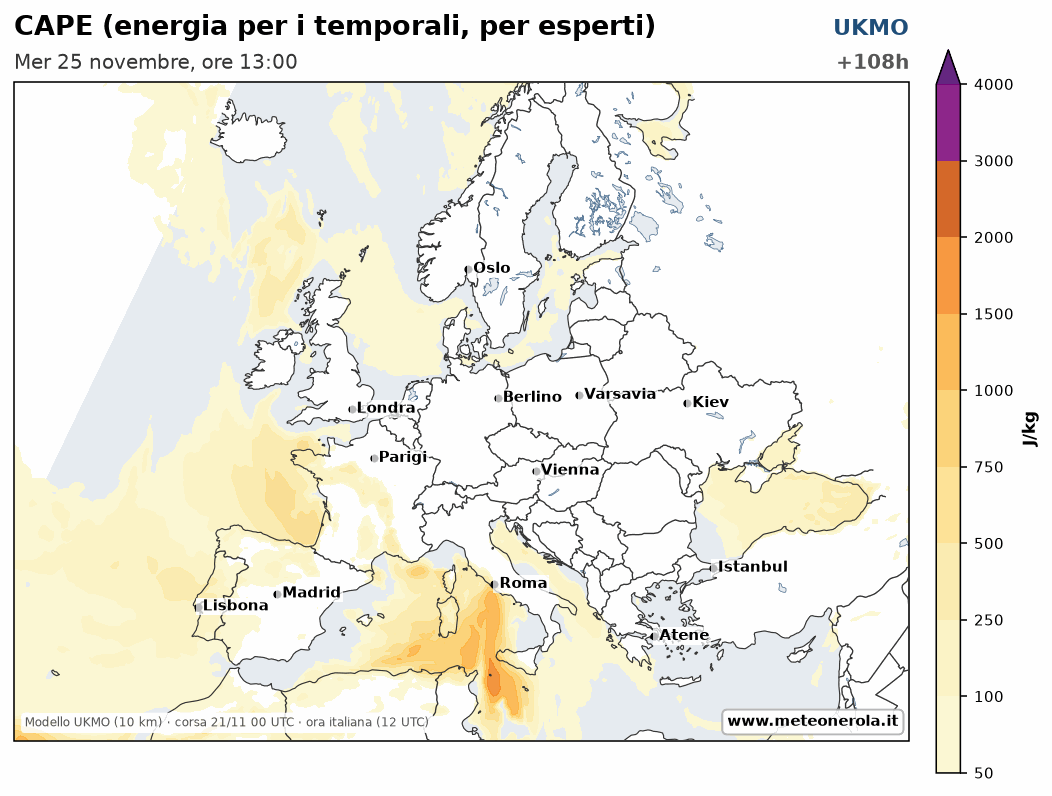 CAPE (energia per i temporali, per esperti)
UKMO
Mer 25 novembre, ore 13:00
+108h
4000
3000
2000
1500
1000
750
500
250
100
50
J/kg
Oslo
Londra
Berlino
Varsavia
Kiev
Parigi
Vienna
Istanbul
Roma
Madrid
Lisbona
Atene
Modello UKMO (10 km) · corsa 21/11 00 UTC · ora italiana (12 UTC)
www.meteonerola.it